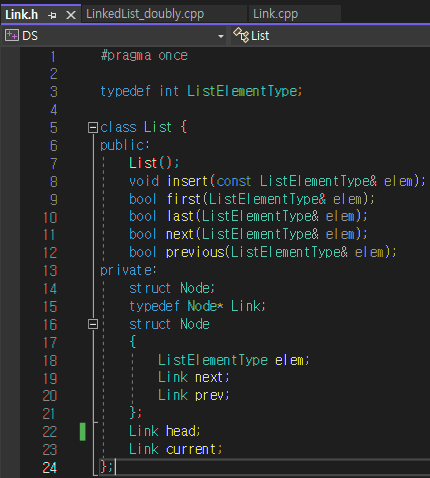 Link.h LinkedList_doubly.cpp Link.cpp
DS List
1 #pragma once
2
3 typedef int ListElementType;
4
5 class List {
6 public:
7 List();
8 void insert(const ListElementType& elem);
9 bool first(ListElementType& elem);
10 bool last(ListElementType& elem);
11 bool next(ListElementType& elem);
12 bool previous(ListElementType& elem);
13 private:
14 struct Node;
15 typedef Node* Link;
16 struct Node
17 {
18 ListElementType elem;
19 Link next;
20 Link prev;
21 };
22 Link head;
23 Link current;
24 };